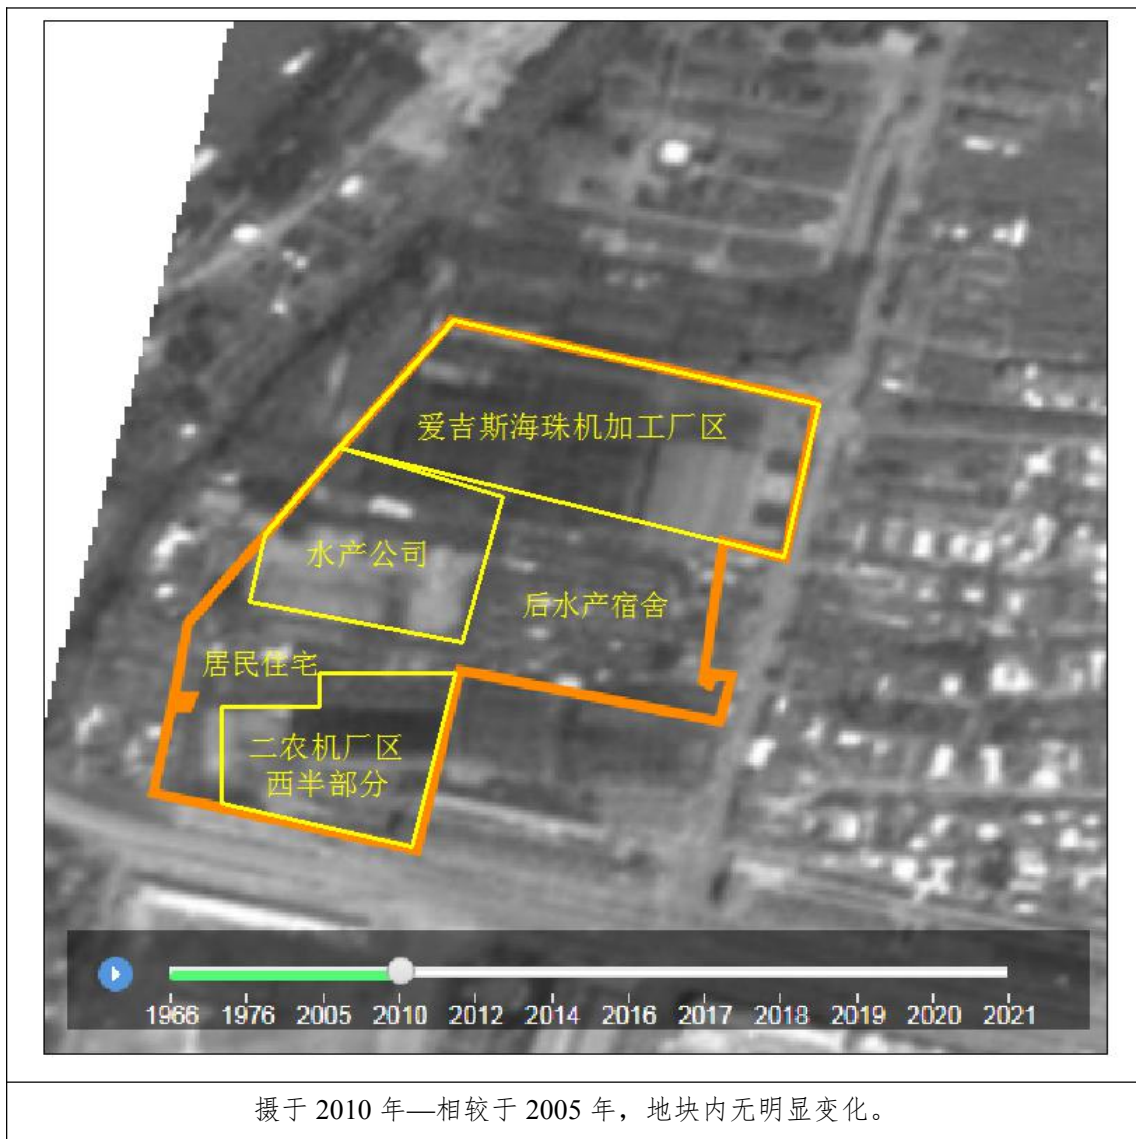 爱吉斯海珠机加工厂区
水产公司
后水产宿舍
居民住宅
二农机厂区
西半部分
1966 1976 2005 2010 2012 2014 2016 2017 2018 2019 2020 2021
摄于 2010 年—相较于 2005 年，地块内无明显变化。